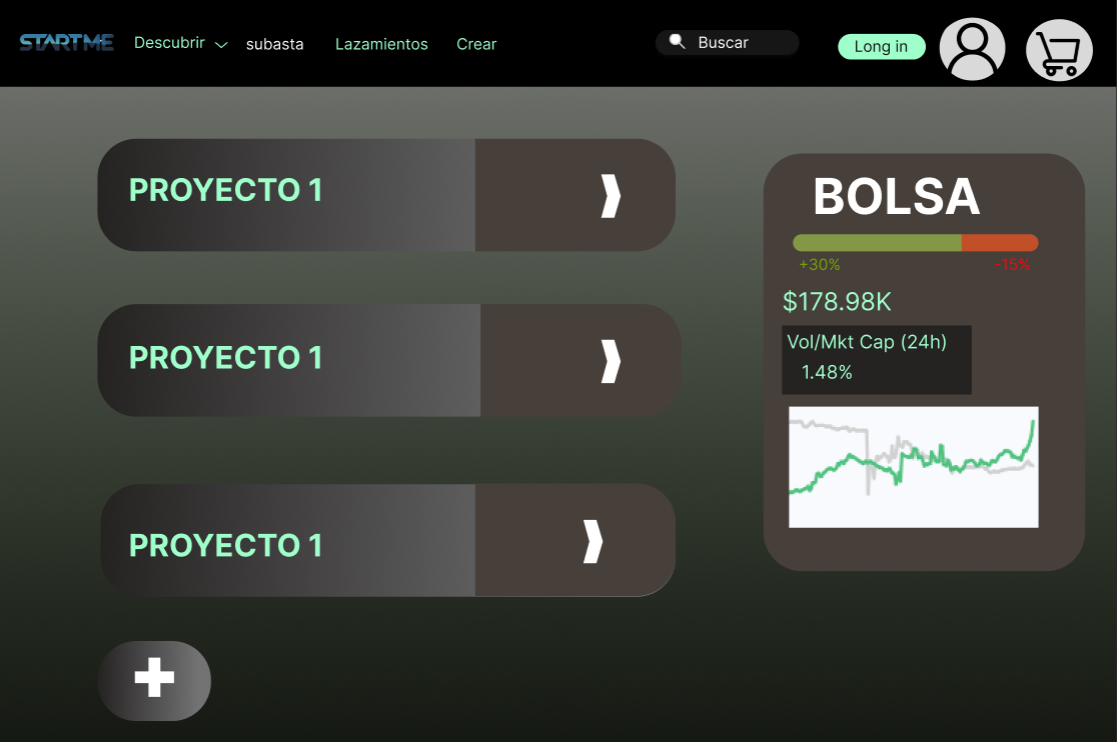 STARTME
Descubrir
subasta
Lazamientos
Crear
Buscar
Long in
PROYECTO 1
PROYECTO 1
PROYECTO 1
BOLSA
+30%
-15%
$178.98K
Vol/Mkt Cap (24h)
1.48%